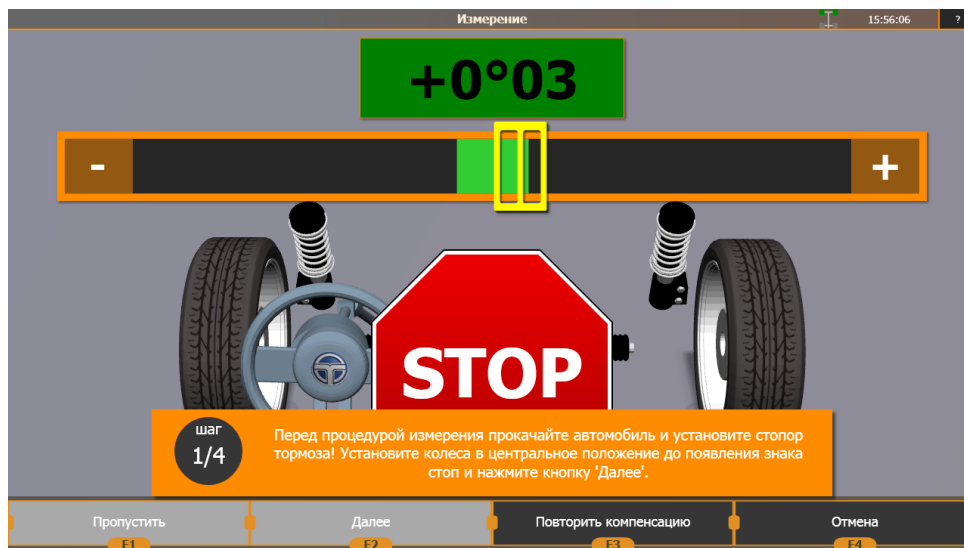 Измерение
15:56:06
?
+0°03
-
+
STOP
шаг
1/4
Перед процедурой измерения прокачайте автомобиль и установите стопор
тормоза! Установите колеса в центральное положение до появления знака
стоп и нажмите кнопку 'Далее'.
Пропустить
Далее
Повторить компенсацию
Отмена
F1
F2
F3
F4